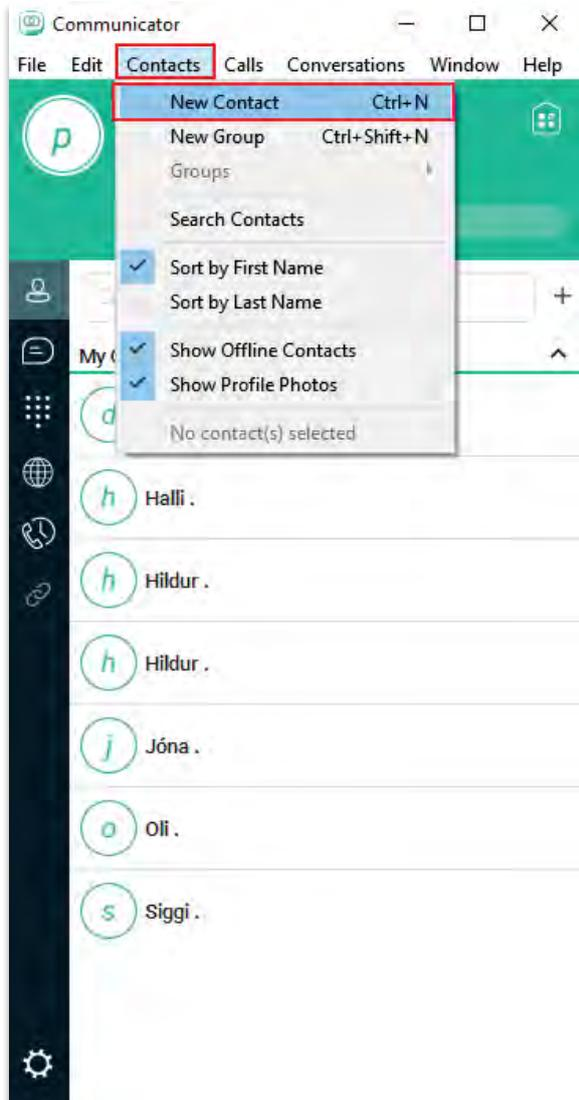 Communicator
File Edit Contacts Calls Conversations Window Help
p
New Contact Ctrl+N
New Group Ctrl+Shift+N
Groups
Search Contacts
Sort by First Name
Sort by Last Name
My
Show Offline Contacts
Show Profile Photos
d
No contact(s) selected
h Halli .
h Hildur .
h Hildur .
j Jóna .
o Oli .
s Siggi .